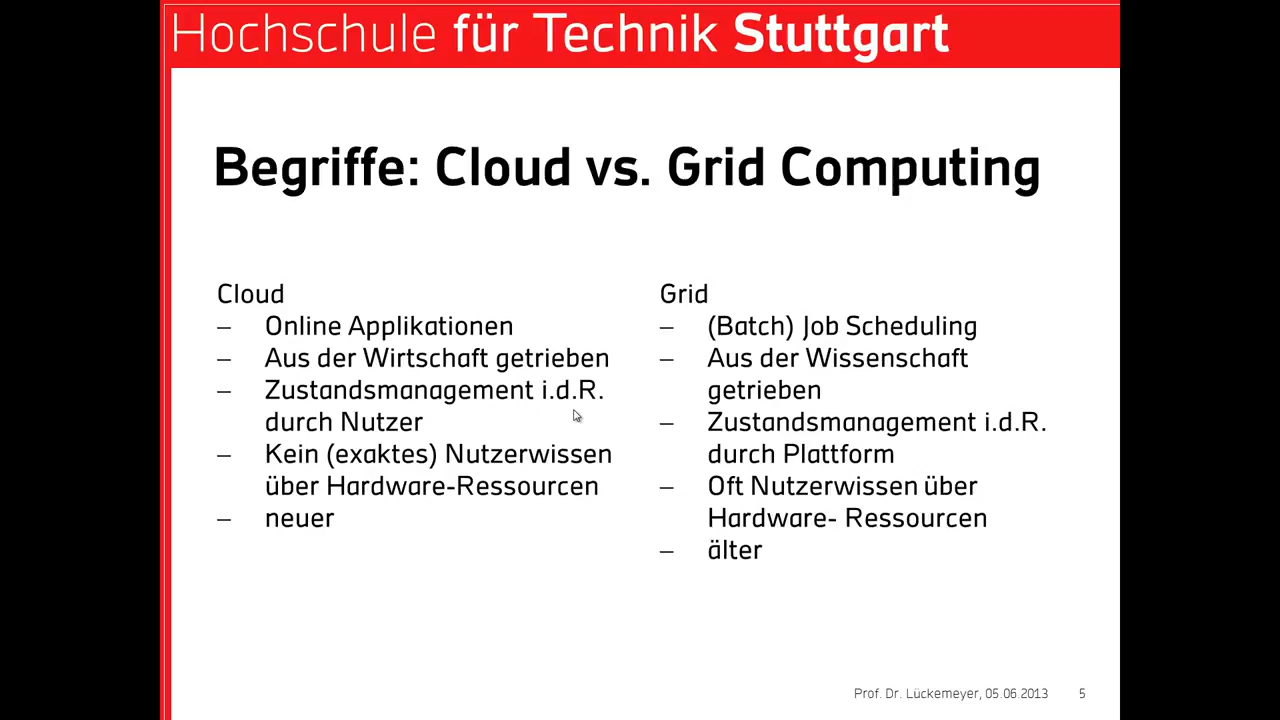 Hochschule für Technik Stuttgart
Begriffe: Cloud vs. Grid Computing
Cloud
– Online Applikationen
– Aus der Wirtschaft getrieben
– Zustandsmanagement i.d.R.
durch Nutzer
– Kein (exaktes) Nutzerwissen
über Hardware-Ressourcen
– neuer
Grid
– (Batch) Job Scheduling
– Aus der Wissenschaft
getrieben
– Zustandsmanagement i.d.R.
durch Plattform
– Oft Nutzerwissen über
Hardware- Ressourcen
– älter
Prof. Dr. Lückemeyer, 05.06.2013 5